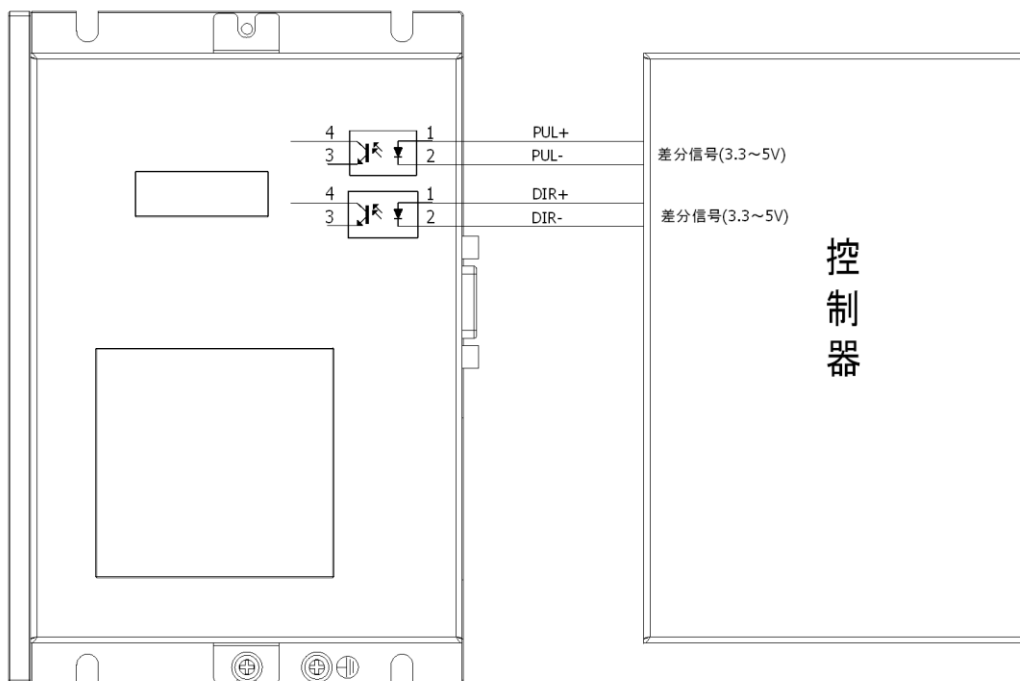 4 1 PUL+
3 2 PUL-
差分信号(3.3~5V)
4 1 DIR+
3 2 DIR-
差分信号(3.3~5V)
控
制
器